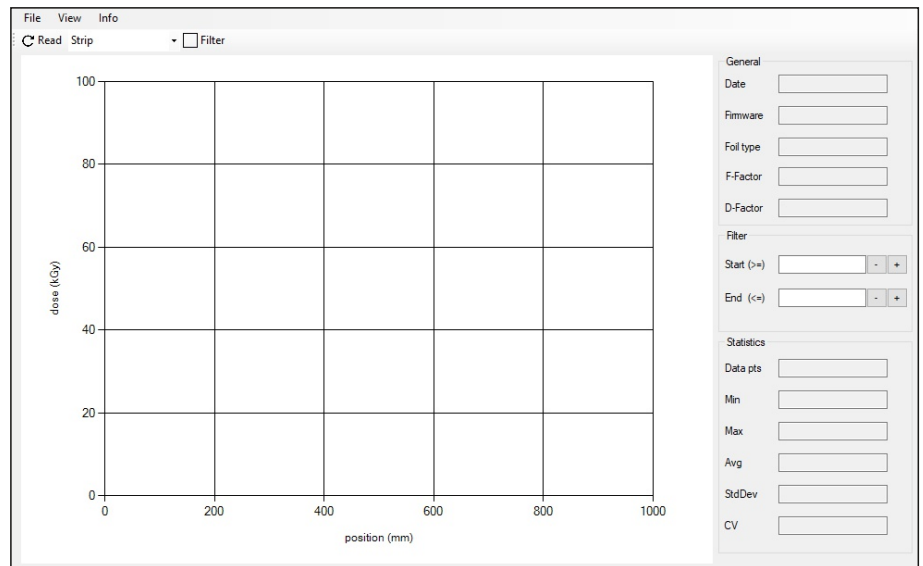 File View Info
Read Strip Filter
100
80
60
40
20
0
dose (kGy)
0 200 400 600 800 1000
position (mm)
General
Date
Firmware
Foil type
F-Factor
D-Factor
Filter
Start (>=) - +
End (<=) - +
Statistics
Data pts
Min
Max
Avg
StdDev
CV